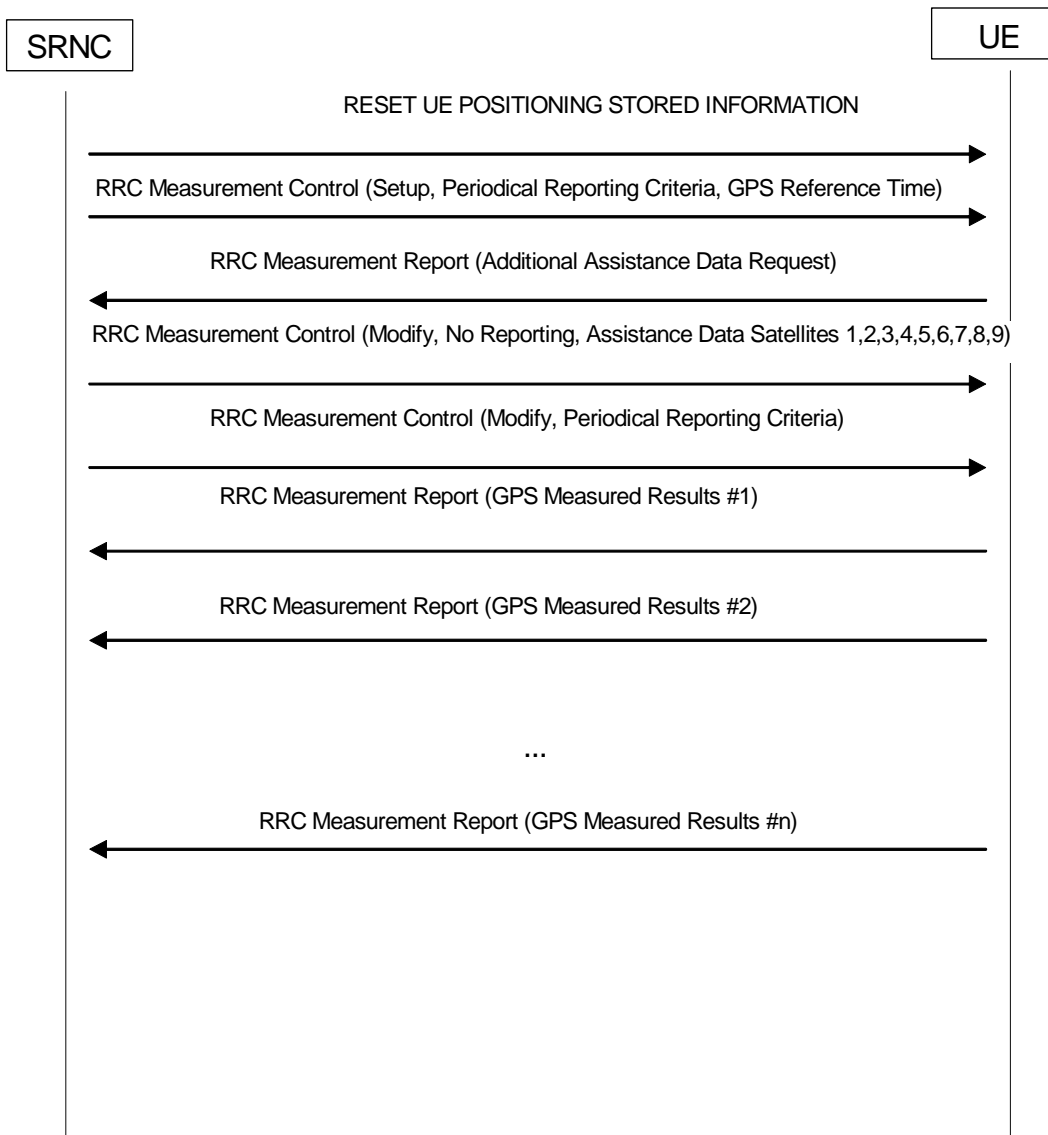 SRNC
UE
RESET UE POSITIONING STORED INFORMATION
RRC Measurement Control (Setup, Periodical Reporting Criteria, GPS Reference Time)
RRC Measurement Report (Additional Assistance Data Request)
RRC Measurement Control (Modify, No Reporting, Assistance Data Satellites 1,2,3,4,5,6,7,8,9)
RRC Measurement Control (Modify, Periodical Reporting Criteria)
RRC Measurement Report (GPS Measured Results #1)
RRC Measurement Report (GPS Measured Results #2)
...
RRC Measurement Report (GPS Measured Results #n)